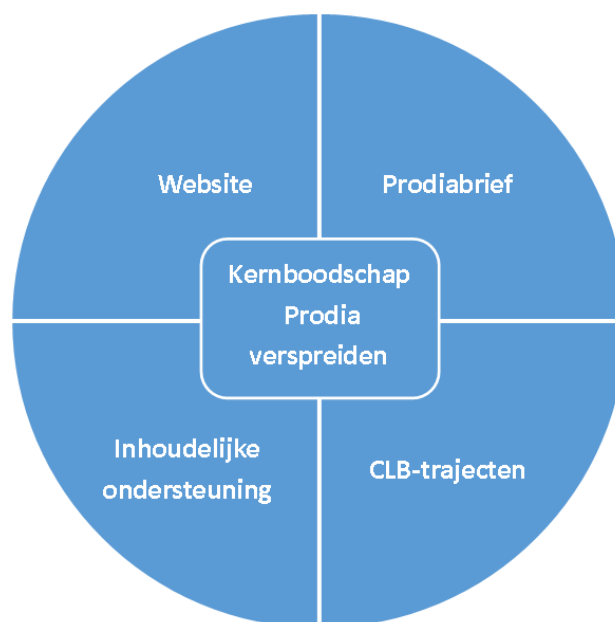 Website
Prodiabrief
Kernboodschap
Prodia
verspreiden
Inhoudelijke
ondersteuning
CLB-trajecten